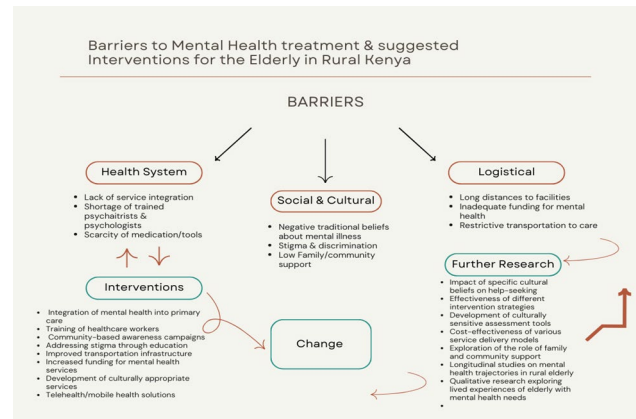 Barriers to Mental Health treatment & suggested
Interventions for the Elderly in Rural Kenya
BARRIERS
Health System
• Lack of service integration
• Shortage of trained
psychaitrists &
psychologists
• Scarcity of medication/tools
Social & Cultural
• Negative traditional beliefs
about mental illness
• Stigma & discrimination
• Low Family/community
support
Logistical
• Long distances to facilities
• Inadequate funding for mental
health
• Restrictive transportation to care
Interventions
• Integration of mental health into primary
care
• Training of healthcare workers
• Community-based awareness campaigns
• Addressing stigma through education
• Improved transportation infrastructure
• Increased funding for mental health
services
• Development of culturally appropriate
services
• Telehealth/mobile health solutions
Change
Further Research
• Impact of specific cultural
beliefs on help-seeking
• Effectiveness of different
intervention strategies
• Development of culturally
sensitive assessment tools
• Cost-effectiveness of various
service delivery models
• Exploration of the role of family
and community support
• Longitudinal studies on mental
health trajectories in rural elderly
• Qualitative research exploring
lived experiences of elderly with
mental health needs
•